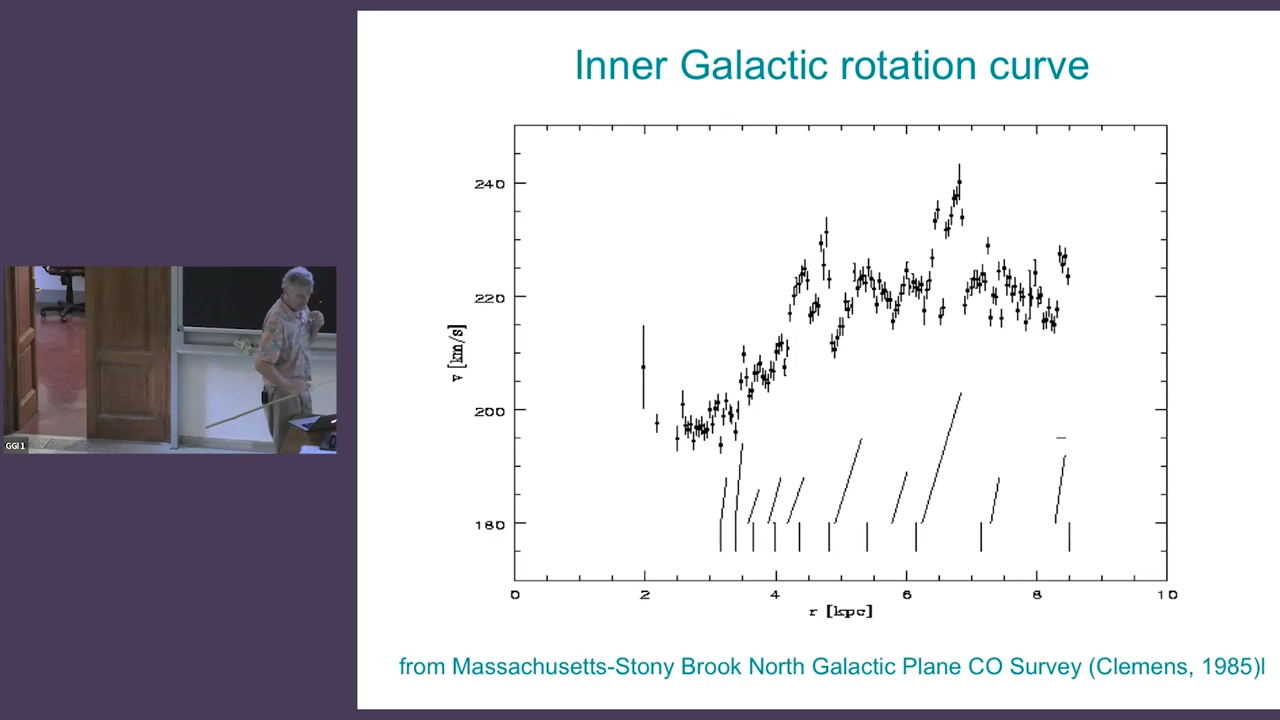 Inner Galactic rotation curve
240
220
200
180
v [km/s]
0 2 4 6 8 10
r [kpc]
from Massachusetts-Stony Brook North Galactic Plane CO Survey (Clemens, 1985)l
GGI1